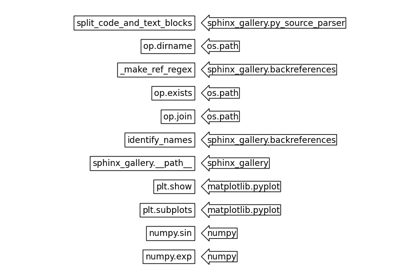 split_code_and_text_blocks sphinx_gallery.py_source_parser
op.dirname os.path
_make_ref_regex sphinx_gallery.backreferences
op.exists os.path
op.join os.path
identify_names sphinx_gallery.backreferences
sphinx_gallery.__path__ sphinx_gallery
plt.show matplotlib.pyplot
plt.subplots matplotlib.pyplot
numpy.sin numpy
numpy.exp numpy